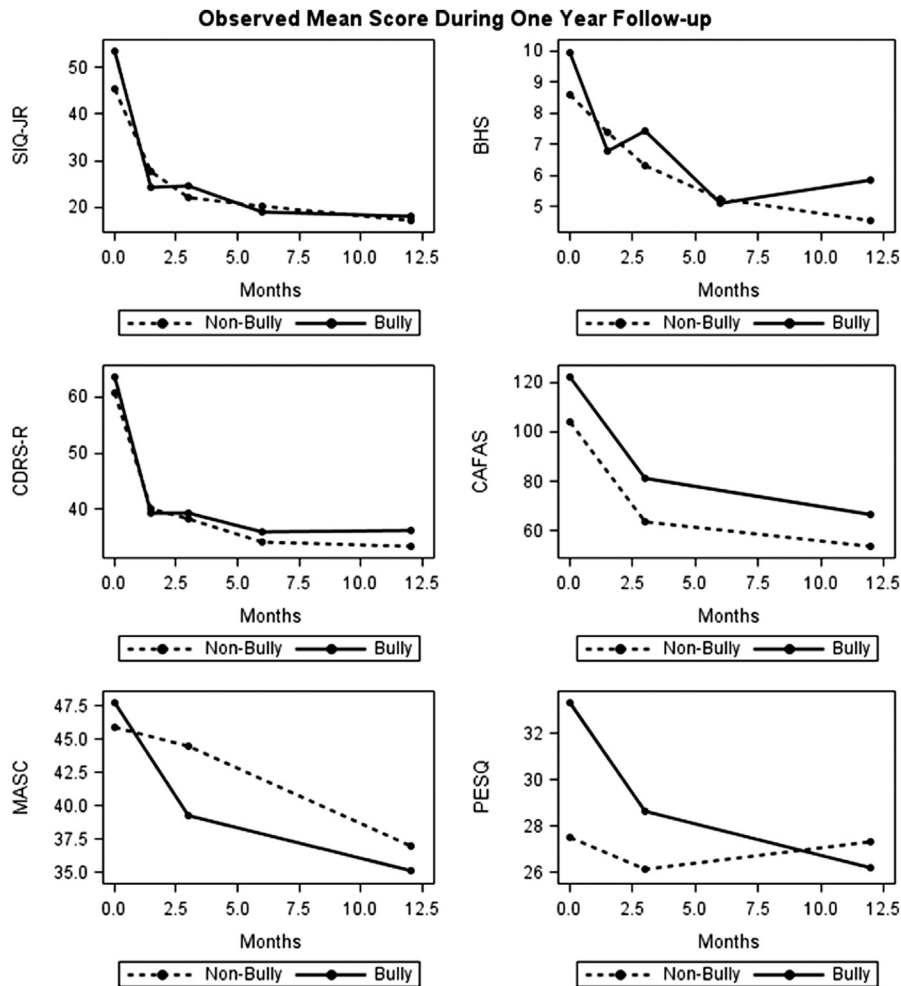 Observed Mean Score During One Year Follow-up
SIQ-JR
50
40
30
20
0.0 2.5 5.0 7.5 10.0 12.5
Months
Non-Bully Bully
BHS
10
9
8
7
6
5
0.0 2.5 5.0 7.5 10.0 12.5
Months
Non-Bully Bully
CDRS-R
60
50
40
0.0 2.5 5.0 7.5 10.0 12.5
Months
Non-Bully Bully
CAFAS
120
100
80
60
0.0 2.5 5.0 7.5 10.0 12.5
Months
Non-Bully Bully
MASC
47.5
45.0
42.5
40.0
37.5
35.0
0.0 2.5 5.0 7.5 10.0 12.5
Months
Non-Bully Bully
PESQ
32
30
28
26
0.0 2.5 5.0 7.5 10.0 12.5
Months
Non-Bully Bully